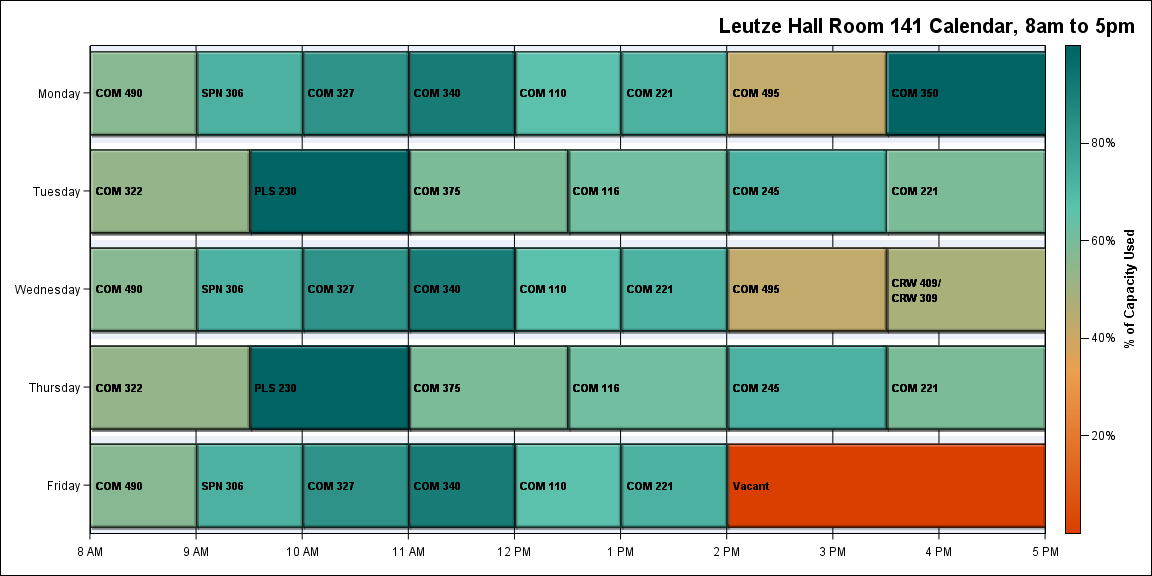 Leutze Hall Room 141 Calendar, 8am to 5pm
Monday
COM 490
SPN 306
COM 327
COM 340
COM 110
COM 221
COM 495
COM 350
Tuesday
COM 322
PLS 230
COM 375
COM 116
COM 245
COM 221
Wednesday
COM 490
SPN 306
COM 327
COM 340
COM 110
COM 221
COM 495
CRW 409/
CRW 309
Thursday
COM 322
PLS 230
COM 375
COM 116
COM 245
COM 221
Friday
COM 490
SPN 306
COM 327
COM 340
COM 110
COM 221
Vacant
8 AM
9 AM
10 AM
11 AM
12 PM
1 PM
2 PM
3 PM
4 PM
5 PM
80%
60%
40%
20%
% of Capacity Used